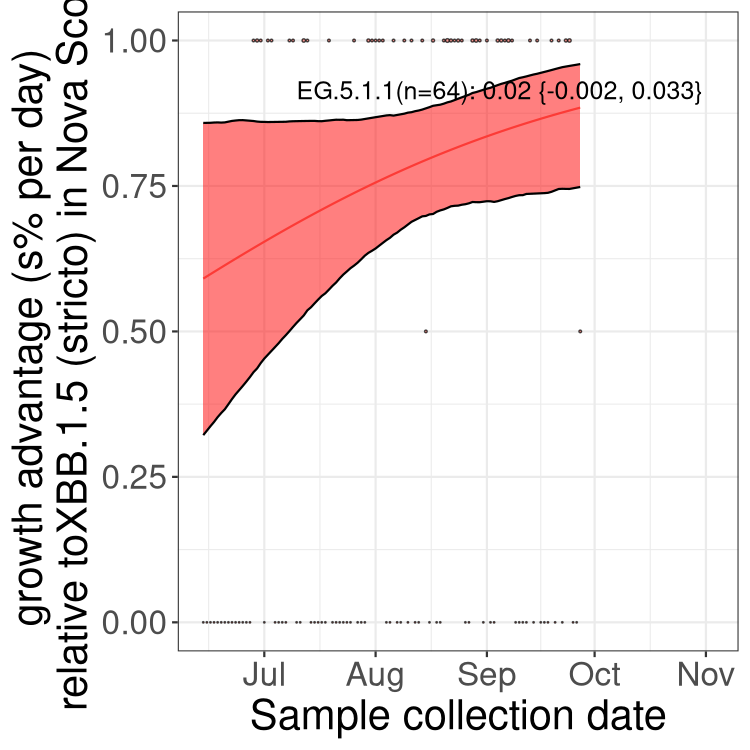 growth advantage (s% per day)
relative toXBB.1.5 (stricto) in Nova Sco
1.00
0.75
0.50
0.25
0.00
EG.5.1.1(n=64): 0.02 {-0.002, 0.033}
Jul Aug Sep Oct Nov
Sample collection date